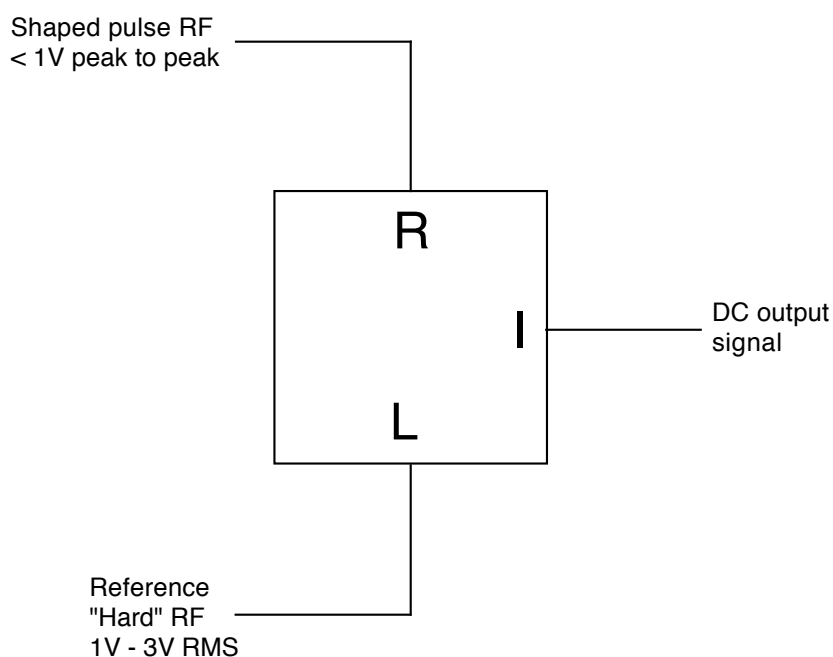 Shaped pulse RF
< 1V peak to peak
R
I
DC output
signal
L
Reference
"Hard" RF
1V - 3V RMS